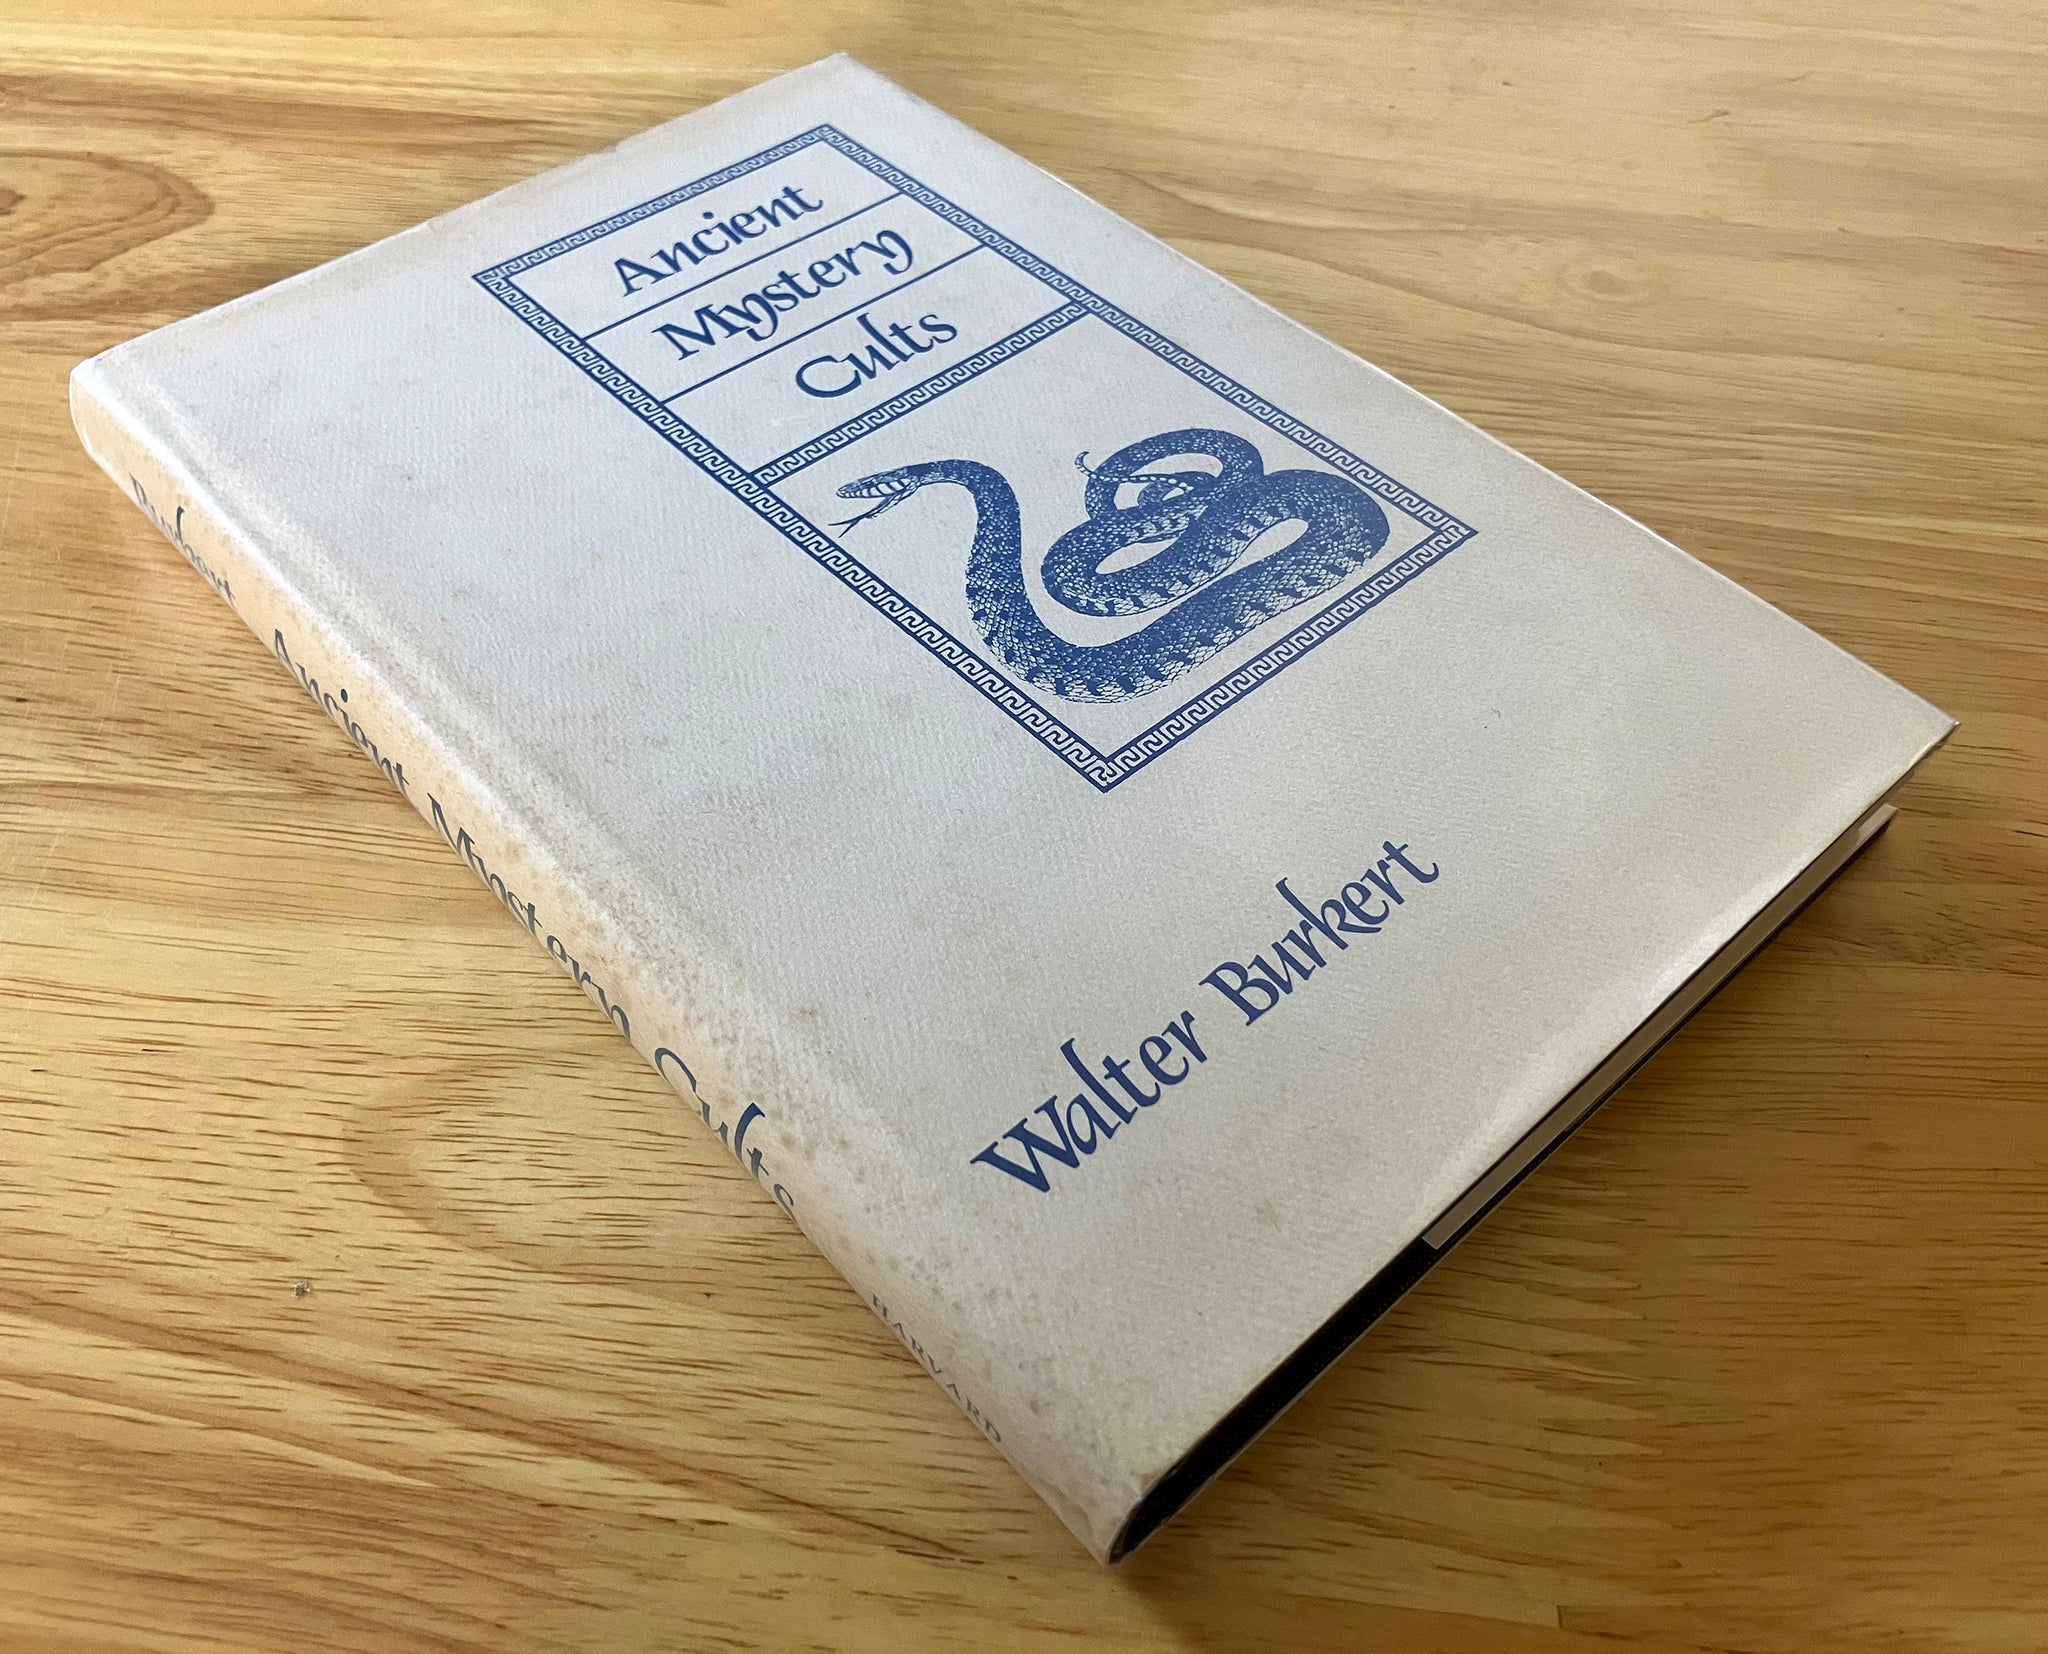 Ancient
Mystery
Cults
Walter Burkert
Burkert Ancient Mystery Cults HARVARD